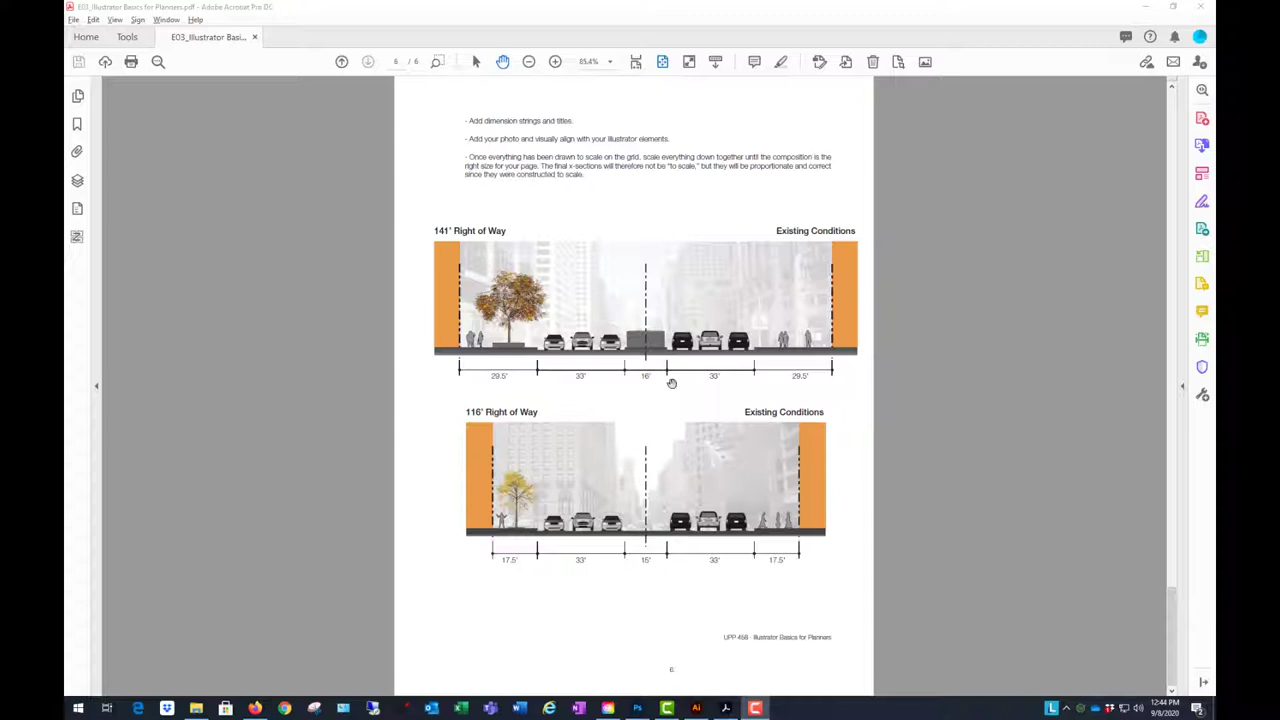 E03_Illustrator Basics for Planners.pdf - Adobe Acrobat Pro DC
File Edit View Sign Window Help
Home Tools E03_Illustrator Basi... ×
6 / 6 85.4%
- Add dimension strings and titles.
- Add your photo and visually align with your illustrator elements.
- Once everything has been drawn to scale on the grid, scale everything down together until the composition is the
right size for your page. The final x-sections will therefore not be "to scale," but they will be proportionate and correct
since they were constructed to scale.
141' Right of Way Existing Conditions
29.5' 33' 16' 33' 29.5'
116' Right of Way Existing Conditions
17.5' 33' 15' 33' 17.5'
UPP 458 - Illustrator Basics for Planners
6
12:44 PM
9/8/2020